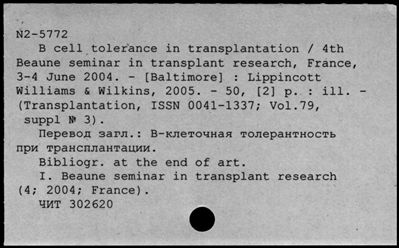 N2-5772
B cell tolerance in transplantation / 4th
Beaune seminar in transplant research, France,
3-4 June 2004. - [Baltimore] : Lippincott
Williams & Wilkins, 2005. - 50, [2] p. : ill. -
(Transplantation, ISSN 0041-1337; Vol.79,
suppl № 3).
Перевод загл.: В-клеточная толерантность
при трансплантации.
Bibliogr. at the end of art.
I. Beaune seminar in transplant research
(4; 2004; France).
ЧИТ 302620